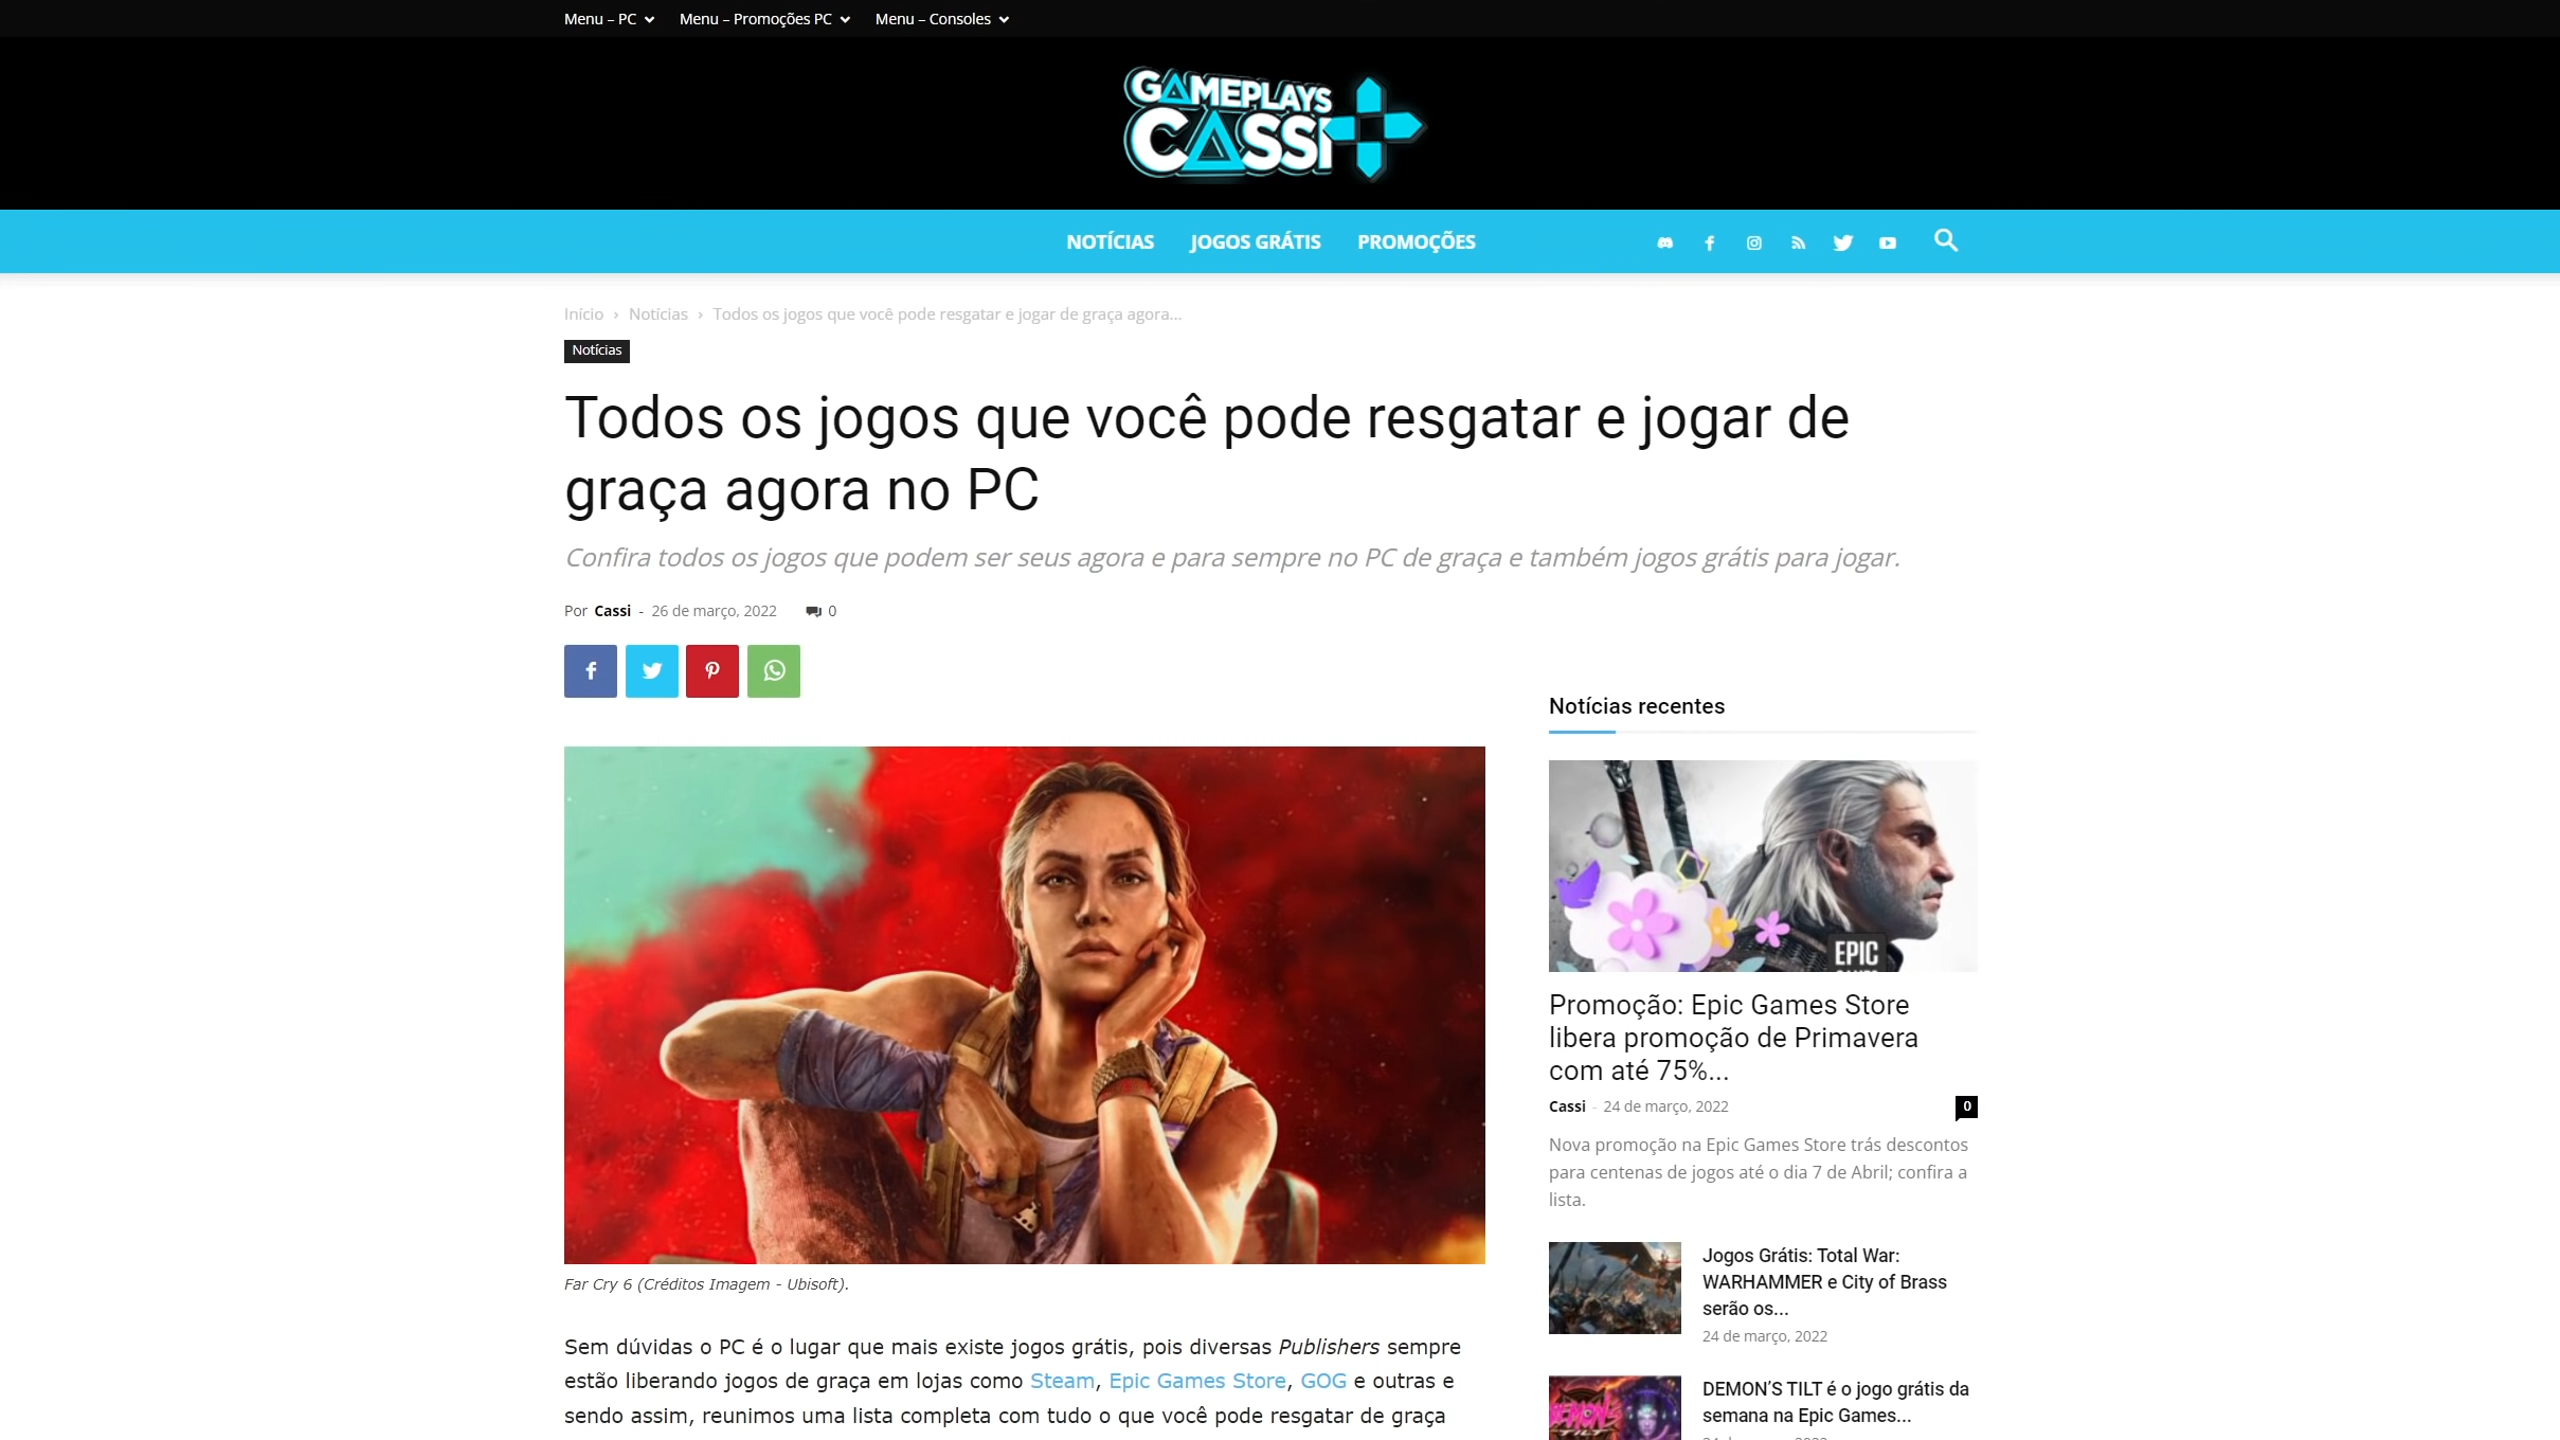 Menu – PC
Menu – Promoções PC
Menu – Consoles
GAMEPLAYS
CASSI
NOTÍCIAS
JOGOS GRÁTIS
PROMOÇÕES
Início › Notícias › Todos os jogos que você pode resgatar e jogar de graça agora...
Notícias
Todos os jogos que você pode resgatar e jogar de
graça agora no PC
Confira todos os jogos que podem ser seus agora e para sempre no PC de graça e também jogos grátis para jogar.
Por Cassi - 26 de março, 2022 0
Far Cry 6 (Créditos Imagem - Ubisoft).
Sem dúvidas o PC é o lugar que mais existe jogos grátis, pois diversas Publishers sempre
estão liberando jogos de graça em lojas como Steam, Epic Games Store, GOG e outras e
sendo assim, reunimos uma lista completa com tudo o que você pode resgatar de graça
Notícias recentes
EPIC
GAMES
Promoção: Epic Games Store
libera promoção de Primavera
com até 75%...
Cassi - 24 de março, 2022 0
Nova promoção na Epic Games Store trás descontos
para centenas de jogos até o dia 7 de Abril; confira a
lista.
Jogos Grátis: Total War:
WARHAMMER e City of Brass
serão os...
24 de março, 2022
DEMON'S
TILT
DEMON’S TILT é o jogo grátis da
semana na Epic Games...
24 de março, 2022